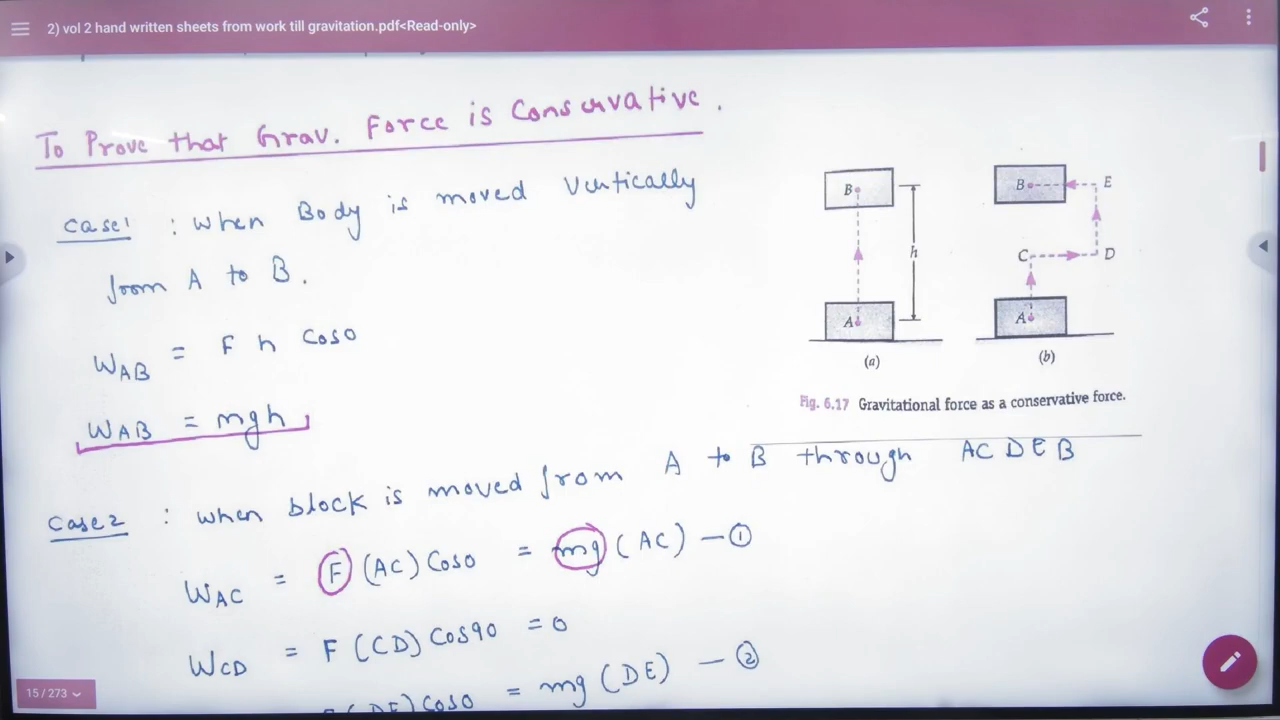 2) vol 2 hand written sheets from work till gravitation.pdf<Read-only>
To Prove that Grav. Force is Conservative.
Case1 : when Body is moved Vertically
from A to B.
WAB = F h Cos0
WAB = mgh
B
h
A
(a)
B E
C D
A
(b)
Fig. 6.17 Gravitational force as a conservative force.
Case2 : when block is moved from A to B through ACDEB
WAC = F (AC) Cos0 = mg (AC) — ①
WCD = F (CD) Cos90 = 0
(DE) Cos0 = mg (DE) — ②
15 / 273